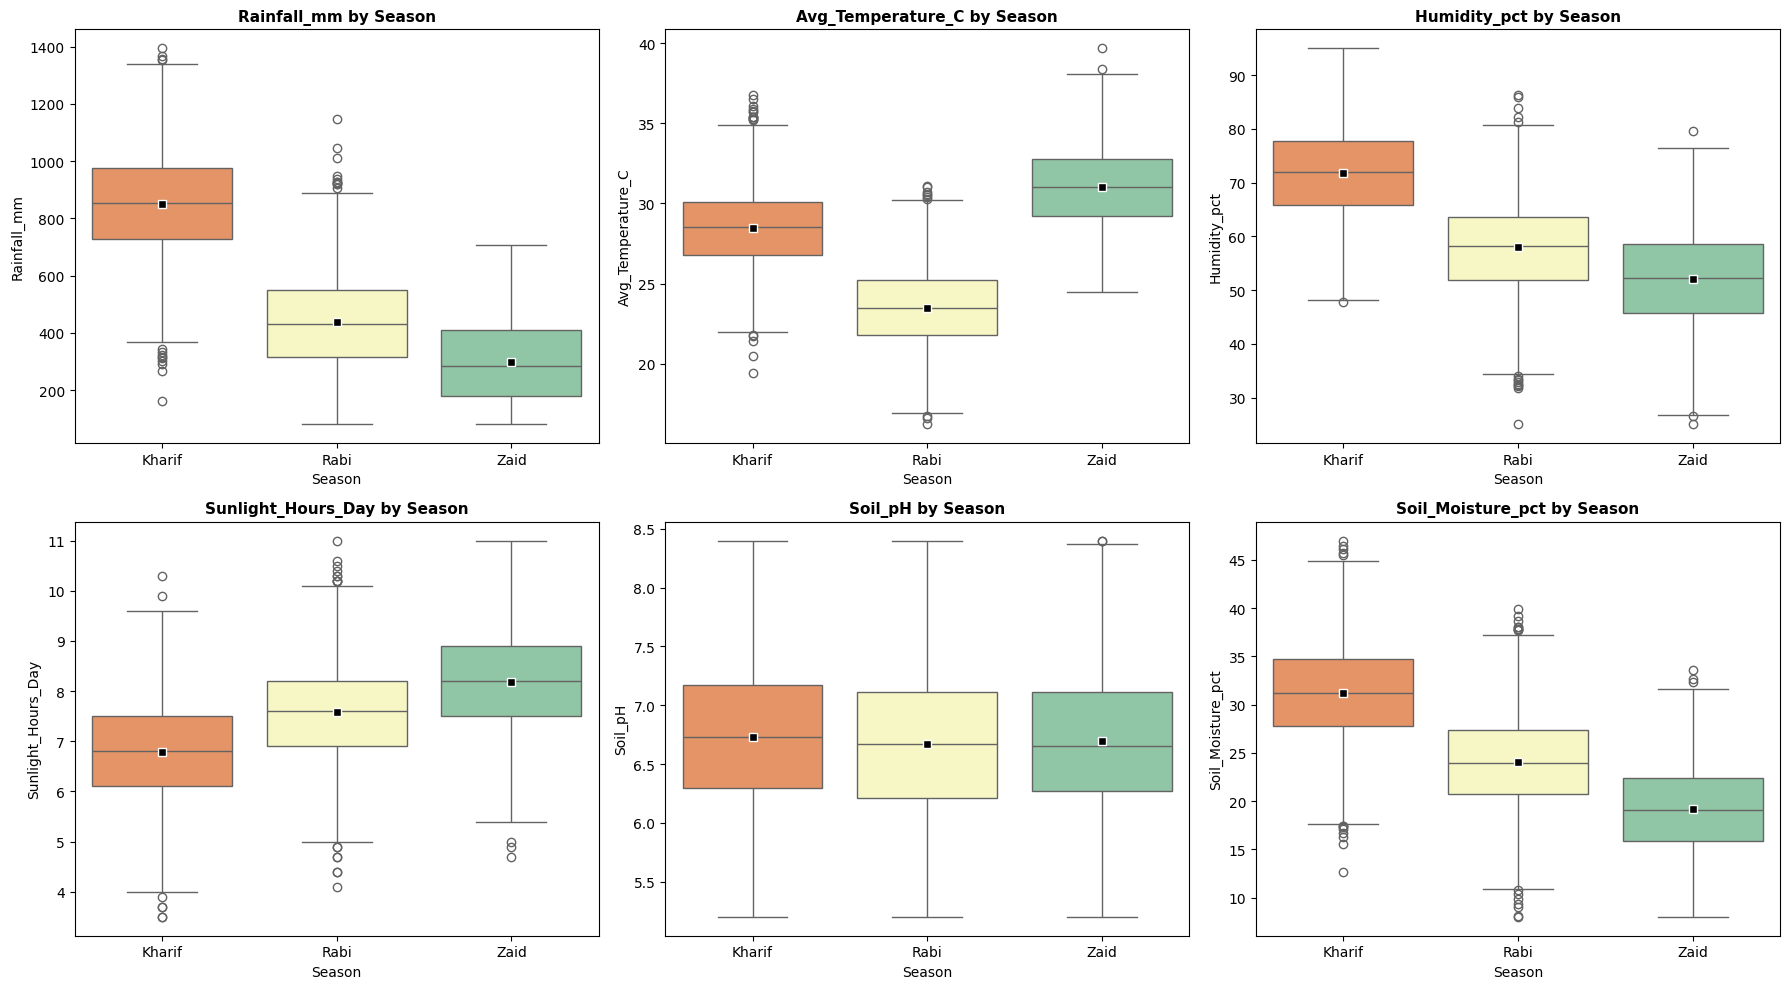 Rainfall_mm by Season
Rainfall_mm
1400
1200
1000
800
600
400
200
Kharif Rabi Zaid
Season
Avg_Temperature_C by Season
Avg_Temperature_C
40
35
30
25
20
Kharif Rabi Zaid
Season
Humidity_pct by Season
Humidity_pct
90
80
70
60
50
40
30
Kharif Rabi Zaid
Season
Sunlight_Hours_Day by Season
Sunlight_Hours_Day
11
10
9
8
7
6
5
4
Kharif Rabi Zaid
Season
Soil_pH by Season
Soil_pH
8.5
8.0
7.5
7.0
6.5
6.0
5.5
Kharif Rabi Zaid
Season
Soil_Moisture_pct by Season
Soil_Moisture_pct
45
40
35
30
25
20
15
10
Kharif Rabi Zaid
Season